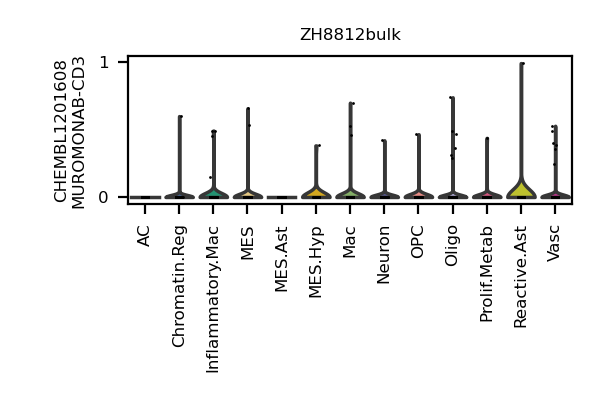 ZH8812bulk
CHEMBL1201608
MUROMONAB-CD3
1
0
AC
Chromatin.Reg
Inflammatory.Mac
MES
MES.Ast
MES.Hyp
Mac
Neuron
OPC
Oligo
Prolif.Metab
Reactive.Ast
Vasc